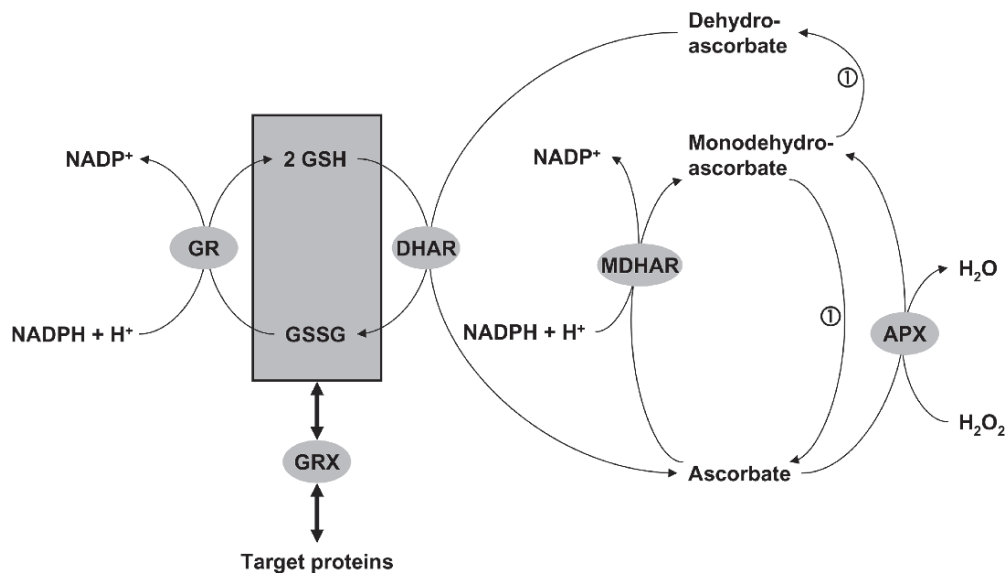 Dehydro-
ascorbate
①
Monodehydro-
ascorbate
NADP⁺
2 GSH
NADP⁺
GR
DHAR
MDHAR
H₂O
①
APX
NADPH + H⁺
GSSG
NADPH + H⁺
H₂O₂
GRX
Ascorbate
Target proteins